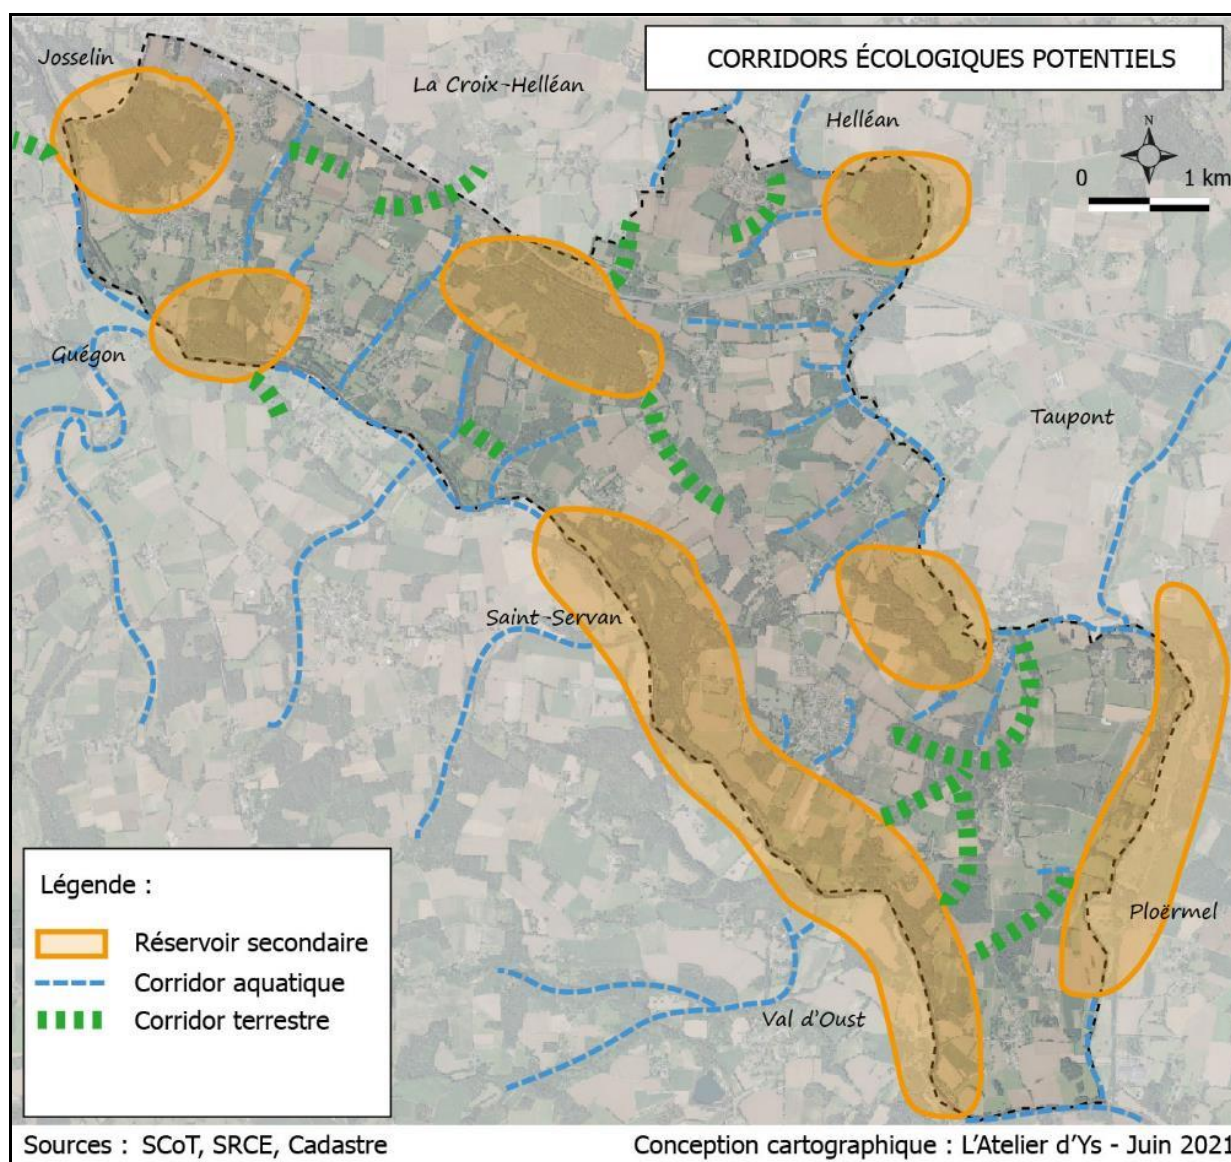 CORRIDORS ÉCOLOGIQUES POTENTIELS
Josselin
La Croix-Helléan
Helléan
N
0 1 km
Guégon
Taupont
Saint-Servan
Ploërmel
Val d'Oust
Légende :
Réservoir secondaire
Corridor aquatique
Corridor terrestre
Sources : SCoT, SRCE, Cadastre
Conception cartographique : L'Atelier d'Ys - Juin 2021